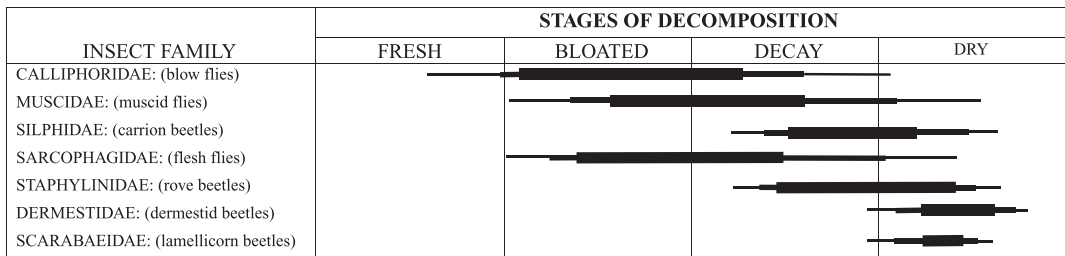 STAGES OF DECOMPOSITION
INSECT FAMILY FRESH BLOATED DECAY DRY
CALLIPHORIDAE: (blow flies)
MUSCIDAE: (muscid flies)
SILPHIDAE: (carrion beetles)
SARCOPHAGIDAE: (flesh flies)
STAPHYLINIDAE: (rove beetles)
DERMESTIDAE: (dermestid beetles)
SCARABAEIDAE: (lamellicorn beetles)